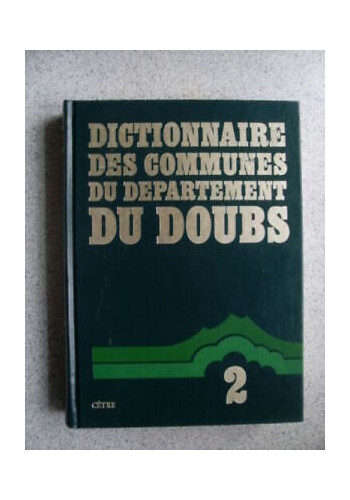 DICTIONNAIRE
DES COMMUNES
DU DEPARTEMENT
DU DOUBS
2
CÊTRE